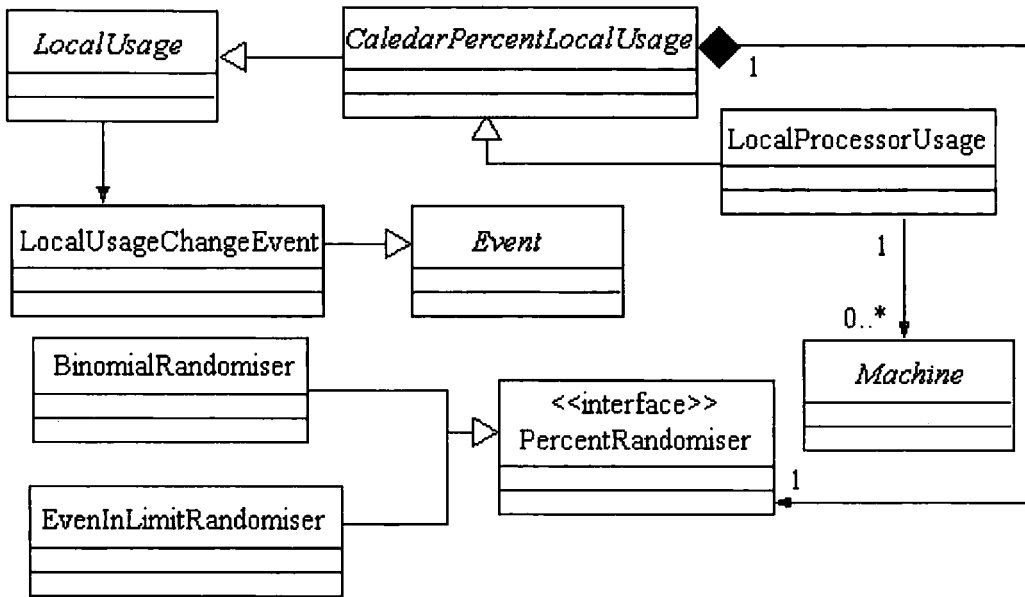 LocalUsage
CaledarPercentLocalUsage
1
LocalProcessorUsage
LocalUsageChangeEvent
Event
1
0..*
BinomialRandomiser
<<interface>>
PercentRandomiser
Machine
1
EvenInLimitRandomiser